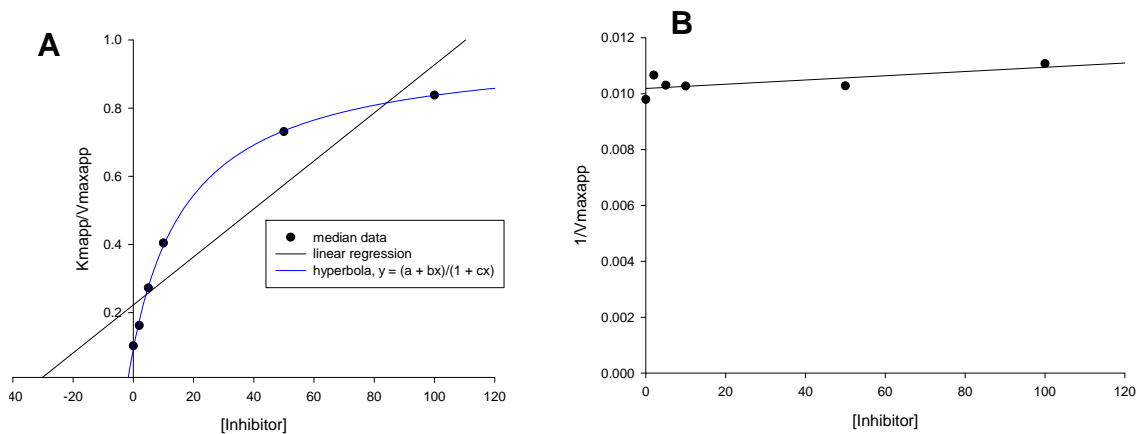 A
Kmapp/Vmaxapp
1.0
0.8
0.6
0.4
0.2
median data
linear regression
hyperbola, y = (a + bx)/(1 + cx)
40 -20 0 20 40 60 80 100 120
[Inhibitor]
B
1/Vmaxapp
0.012
0.010
0.008
0.006
0.004
0.002
0.000
0 20 40 60 80 100 120
[Inhibitor]